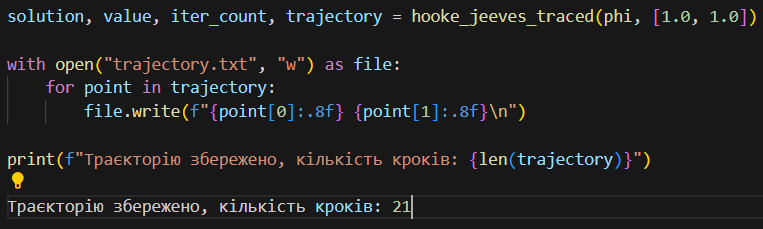 solution, value, iter_count, trajectory = hooke_jeeves_traced(phi, [1.0, 1.0])
with open("trajectory.txt", "w") as file:
    for point in trajectory:
        file.write(f"{point[0]:.8f} {point[1]:.8f}\n")
print(f"Траєкторію збережено, кількість кроків: {len(trajectory)}")
Траєкторію збережено, кількість кроків: 21